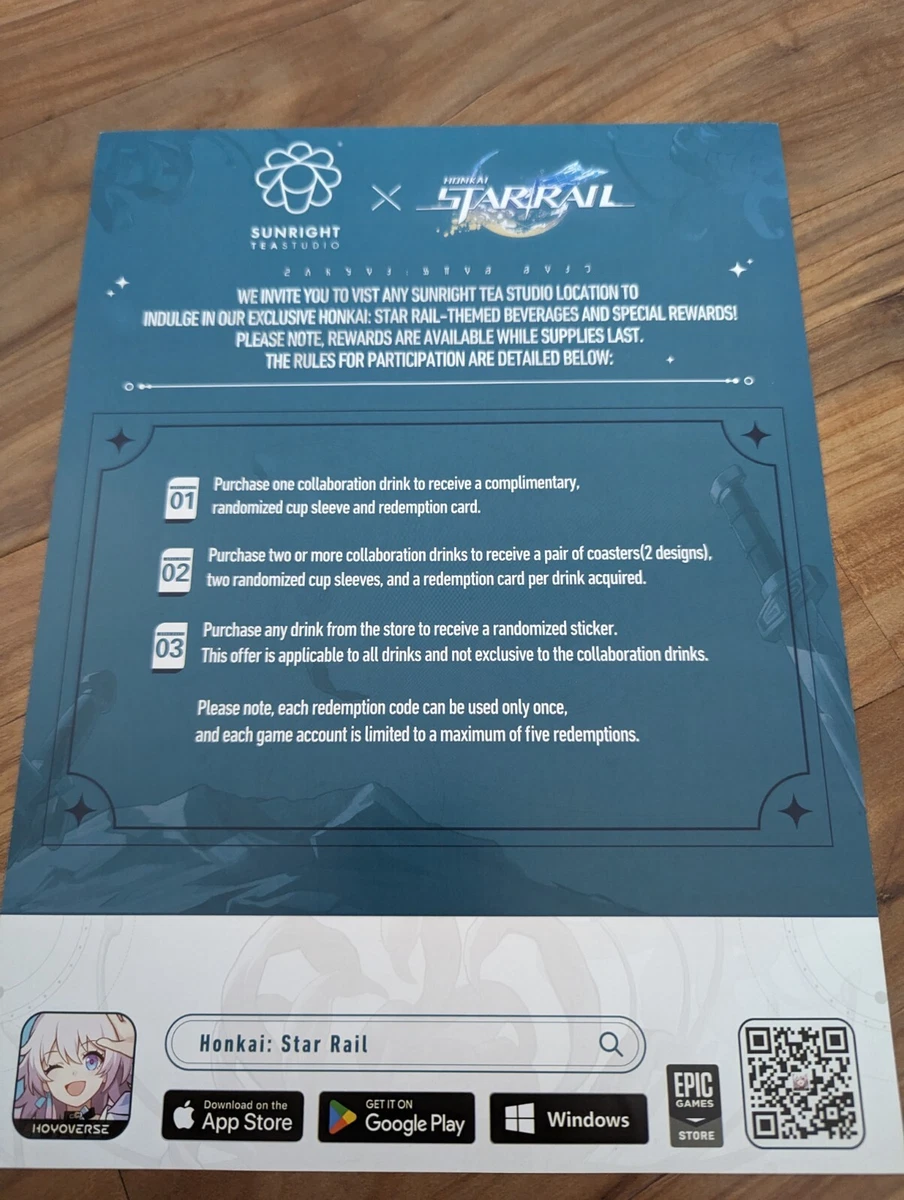 SUNRIGHT
TEASTUDIO
HONKAI
STAR RAIL
WE INVITE YOU TO VIST ANY SUNRIGHT TEA STUDIO LOCATION TO
INDULGE IN OUR EXCLUSIVE HONKAI: STAR RAIL-THEMED BEVERAGES AND SPECIAL REWARDS!
PLEASE NOTE, REWARDS ARE AVAILABLE WHILE SUPPLIES LAST.
THE RULES FOR PARTICIPATION ARE DETAILED BELOW:
01
Purchase one collaboration drink to receive a complimentary,
randomized cup sleeve and redemption card.
02
Purchase two or more collaboration drinks to receive a pair of coasters(2 designs),
two randomized cup sleeves, and a redemption card per drink acquired.
03
Purchase any drink from the store to receive a randomized sticker.
This offer is applicable to all drinks and not exclusive to the collaboration drinks.
Please note, each redemption code can be used only once,
and each game account is limited to a maximum of five redemptions.
HOYOVERSE
Honkai: Star Rail
Download on the
App Store
GET IT ON
Google Play
Windows
EPIC
GAMES
STORE